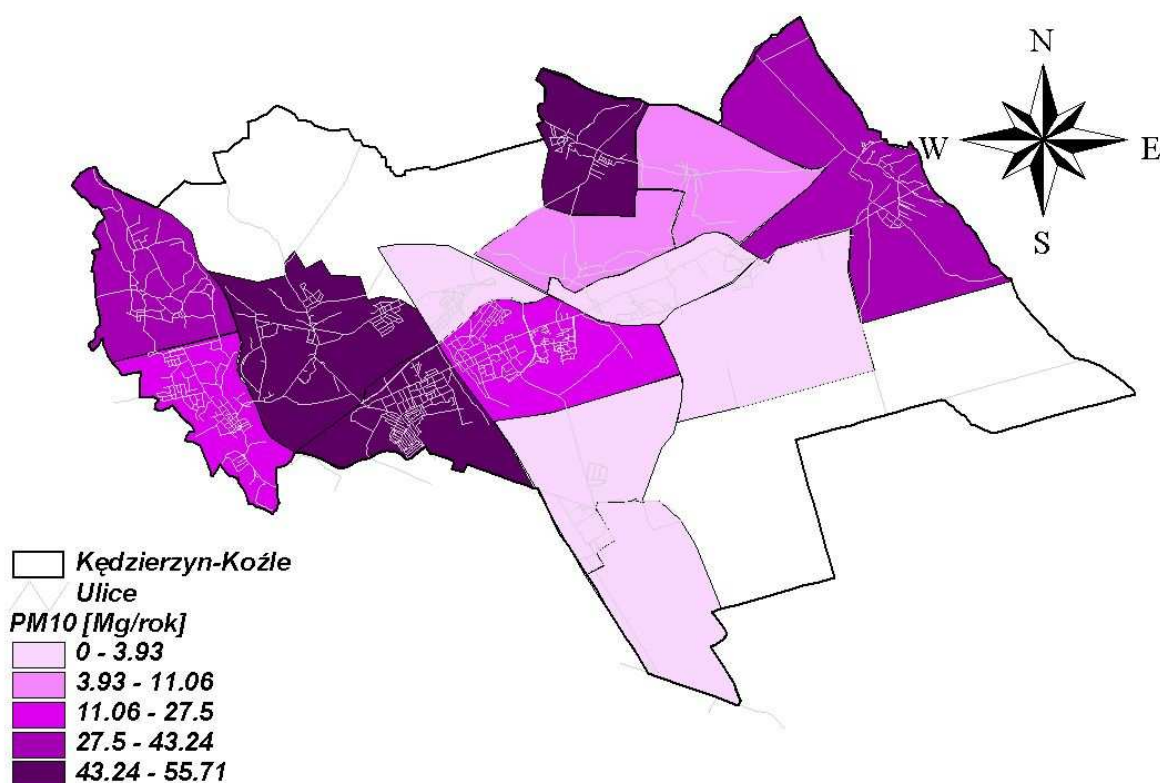 N
W E
S
Kędzierzyn-Koźle
Ulice
PM10 [Mg/rok]
0 - 3.93
3.93 - 11.06
11.06 - 27.5
27.5 - 43.24
43.24 - 55.71